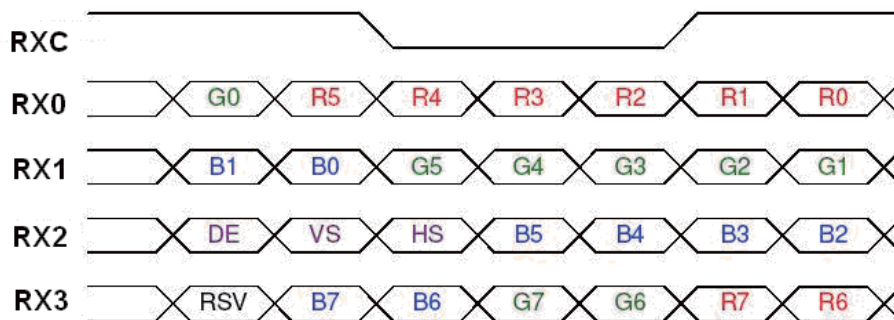 RXC
RX0 G0 R5 R4 R3 R2 R1 R0
RX1 B1 B0 G5 G4 G3 G2 G1
RX2 DE VS HS B5 B4 B3 B2
RX3 RSV B7 B6 G7 G6 R7 R6